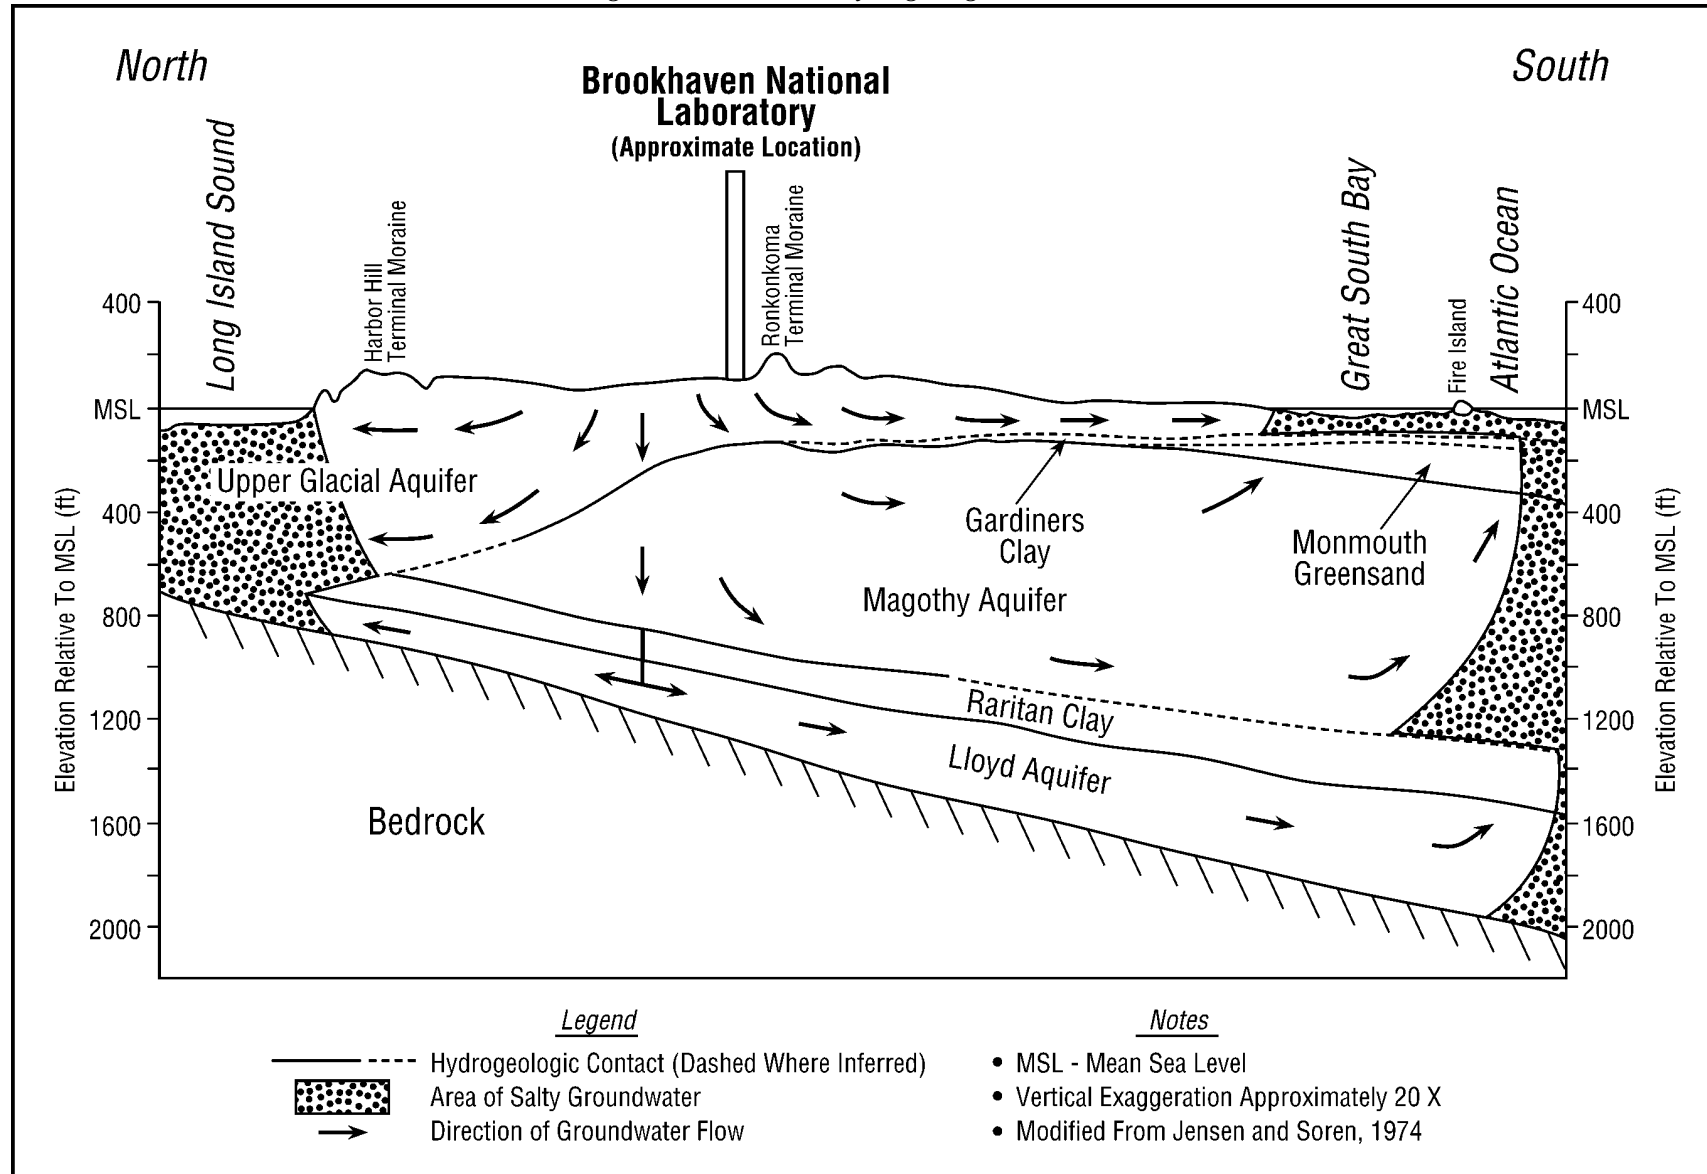 North
South
Brookhaven National
Laboratory
(Approximate Location)
Long Island Sound
Harbor Hill
Terminal Moraine
Ronkonkoma
Terminal Moraine
Great South Bay
Fire Island
Atlantic Ocean
400
MSL
400
800
1200
1600
2000
Elevation Relative To MSL (ft)
400
MSL
400
800
1200
1600
2000
Elevation Relative To MSL (ft)
Upper Glacial Aquifer
Gardiners
Clay
Monmouth
Greensand
Magothy Aquifer
Raritan Clay
Lloyd Aquifer
Bedrock
Legend
Hydrogeologic Contact (Dashed Where Inferred)
Area of Salty Groundwater
Direction of Groundwater Flow
Notes
• MSL - Mean Sea Level
• Vertical Exaggeration Approximately 20 X
• Modified From Jensen and Soren, 1974